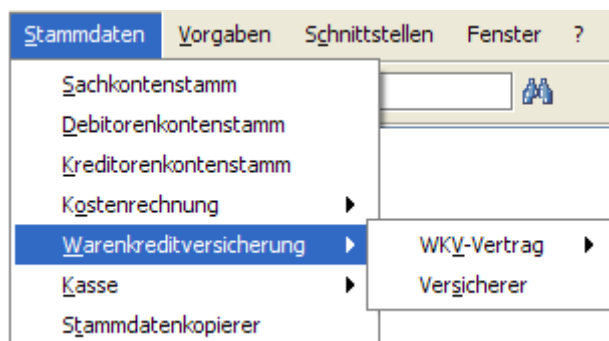 Stammdaten Vorgaben Schnittstellen Fenster ?
Sachkontenstamm
Debitorenkontenstamm
Kreditorenkontenstamm
Kostenrechnung
Warenkreditversicherung WKV-Vertrag
Kasse Versicherer
Stammdatenkopierer